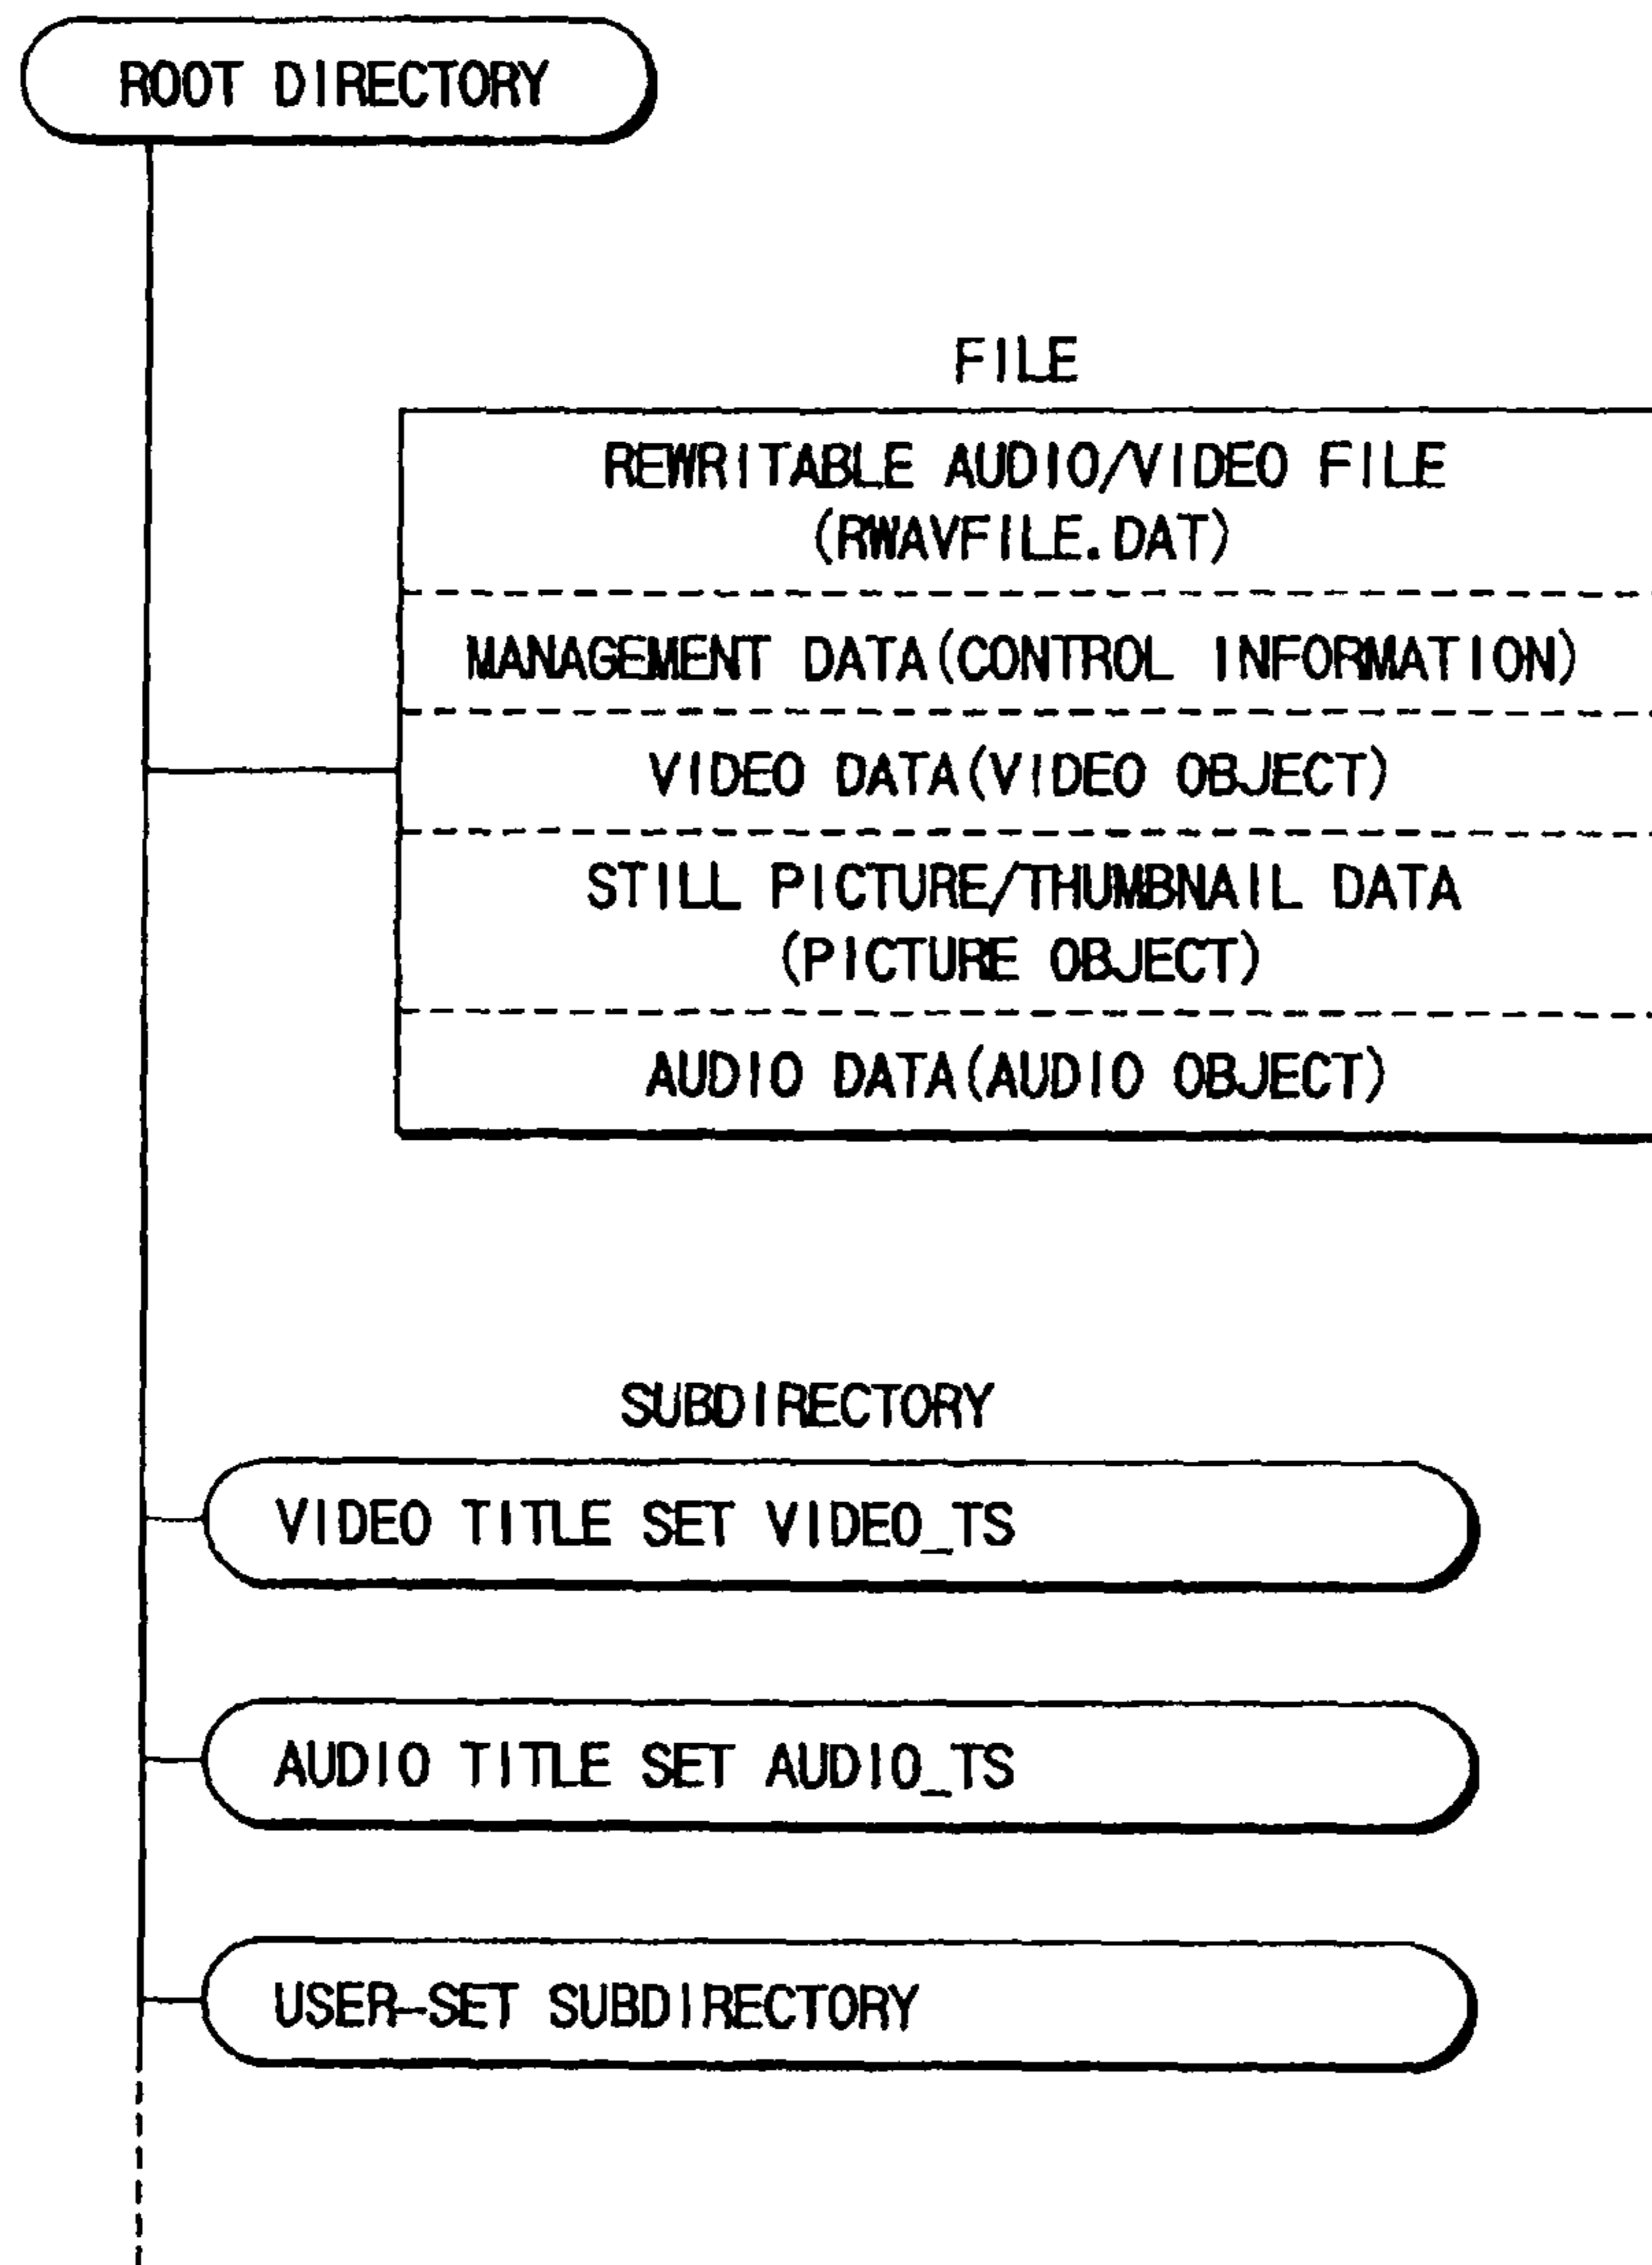 ROOT DIRECTORY
FILE
REWRITABLE AUDIO/VIDEO FILE
(RWAVFILE.DAT)
MANAGEMENT DATA(CONTROL INFORMATION)
VIDEO DATA(VIDEO OBJECT)
STILL PICTURE/THUMBNAIL DATA
(PICTURE OBJECT)
AUDIO DATA(AUDIO OBJECT)
SUBDIRECTORY
VIDEO TITLE SET VIDEO_TS
AUDIO TITLE SET AUDIO_TS
USER-SET SUBDIRECTORY